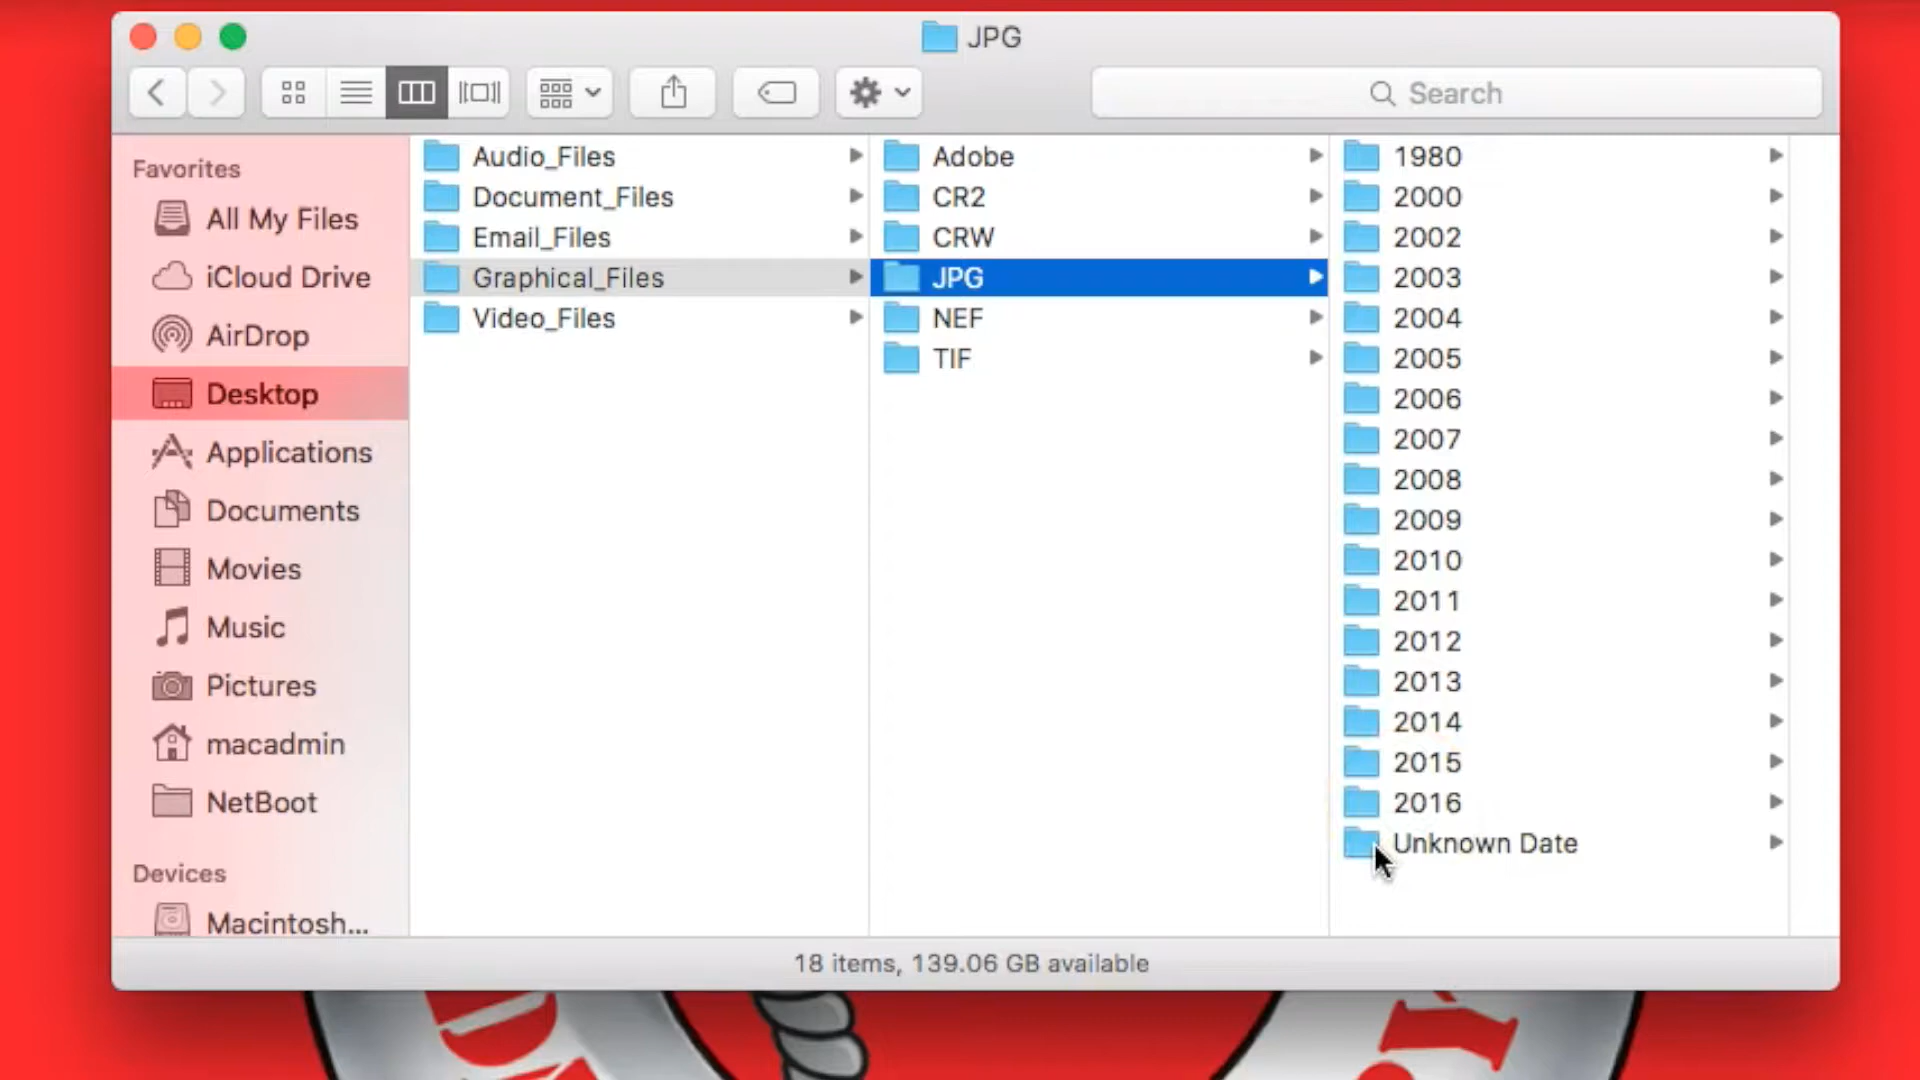 JPG
Search
Favorites
All My Files
iCloud Drive
AirDrop
Desktop
Applications
Documents
Movies
Music
Pictures
macadmin
NetBoot
Devices
Macintosh...
Audio_Files
Document_Files
Email_Files
Graphical_Files
Video_Files
Adobe
CR2
CRW
JPG
NEF
TIF
1980
2000
2002
2003
2004
2005
2006
2007
2008
2009
2010
2011
2012
2013
2014
2015
2016
Unknown Date
18 items, 139.06 GB available